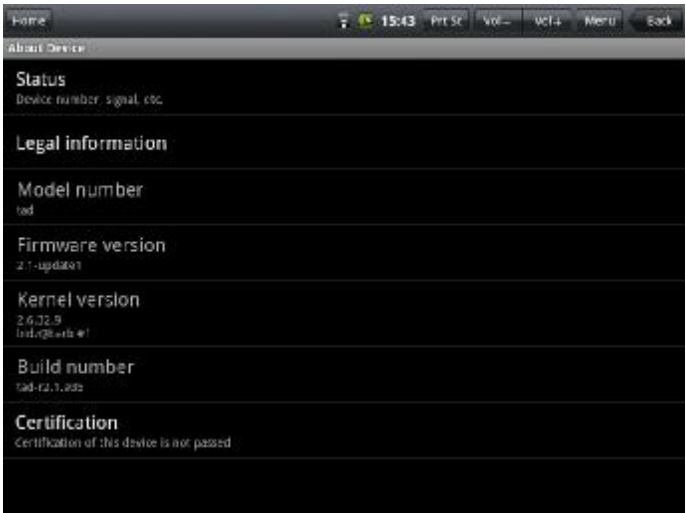 Home 15:43 Prt Sc Vol- Vol+ Menu Back
About Device
Status
Device number, signal, etc.
Legal information
Model number
tad
Firmware version
2.1-update1
Kernel version
2.6.32.9
Build number
Certification
Certification of this device is not passed